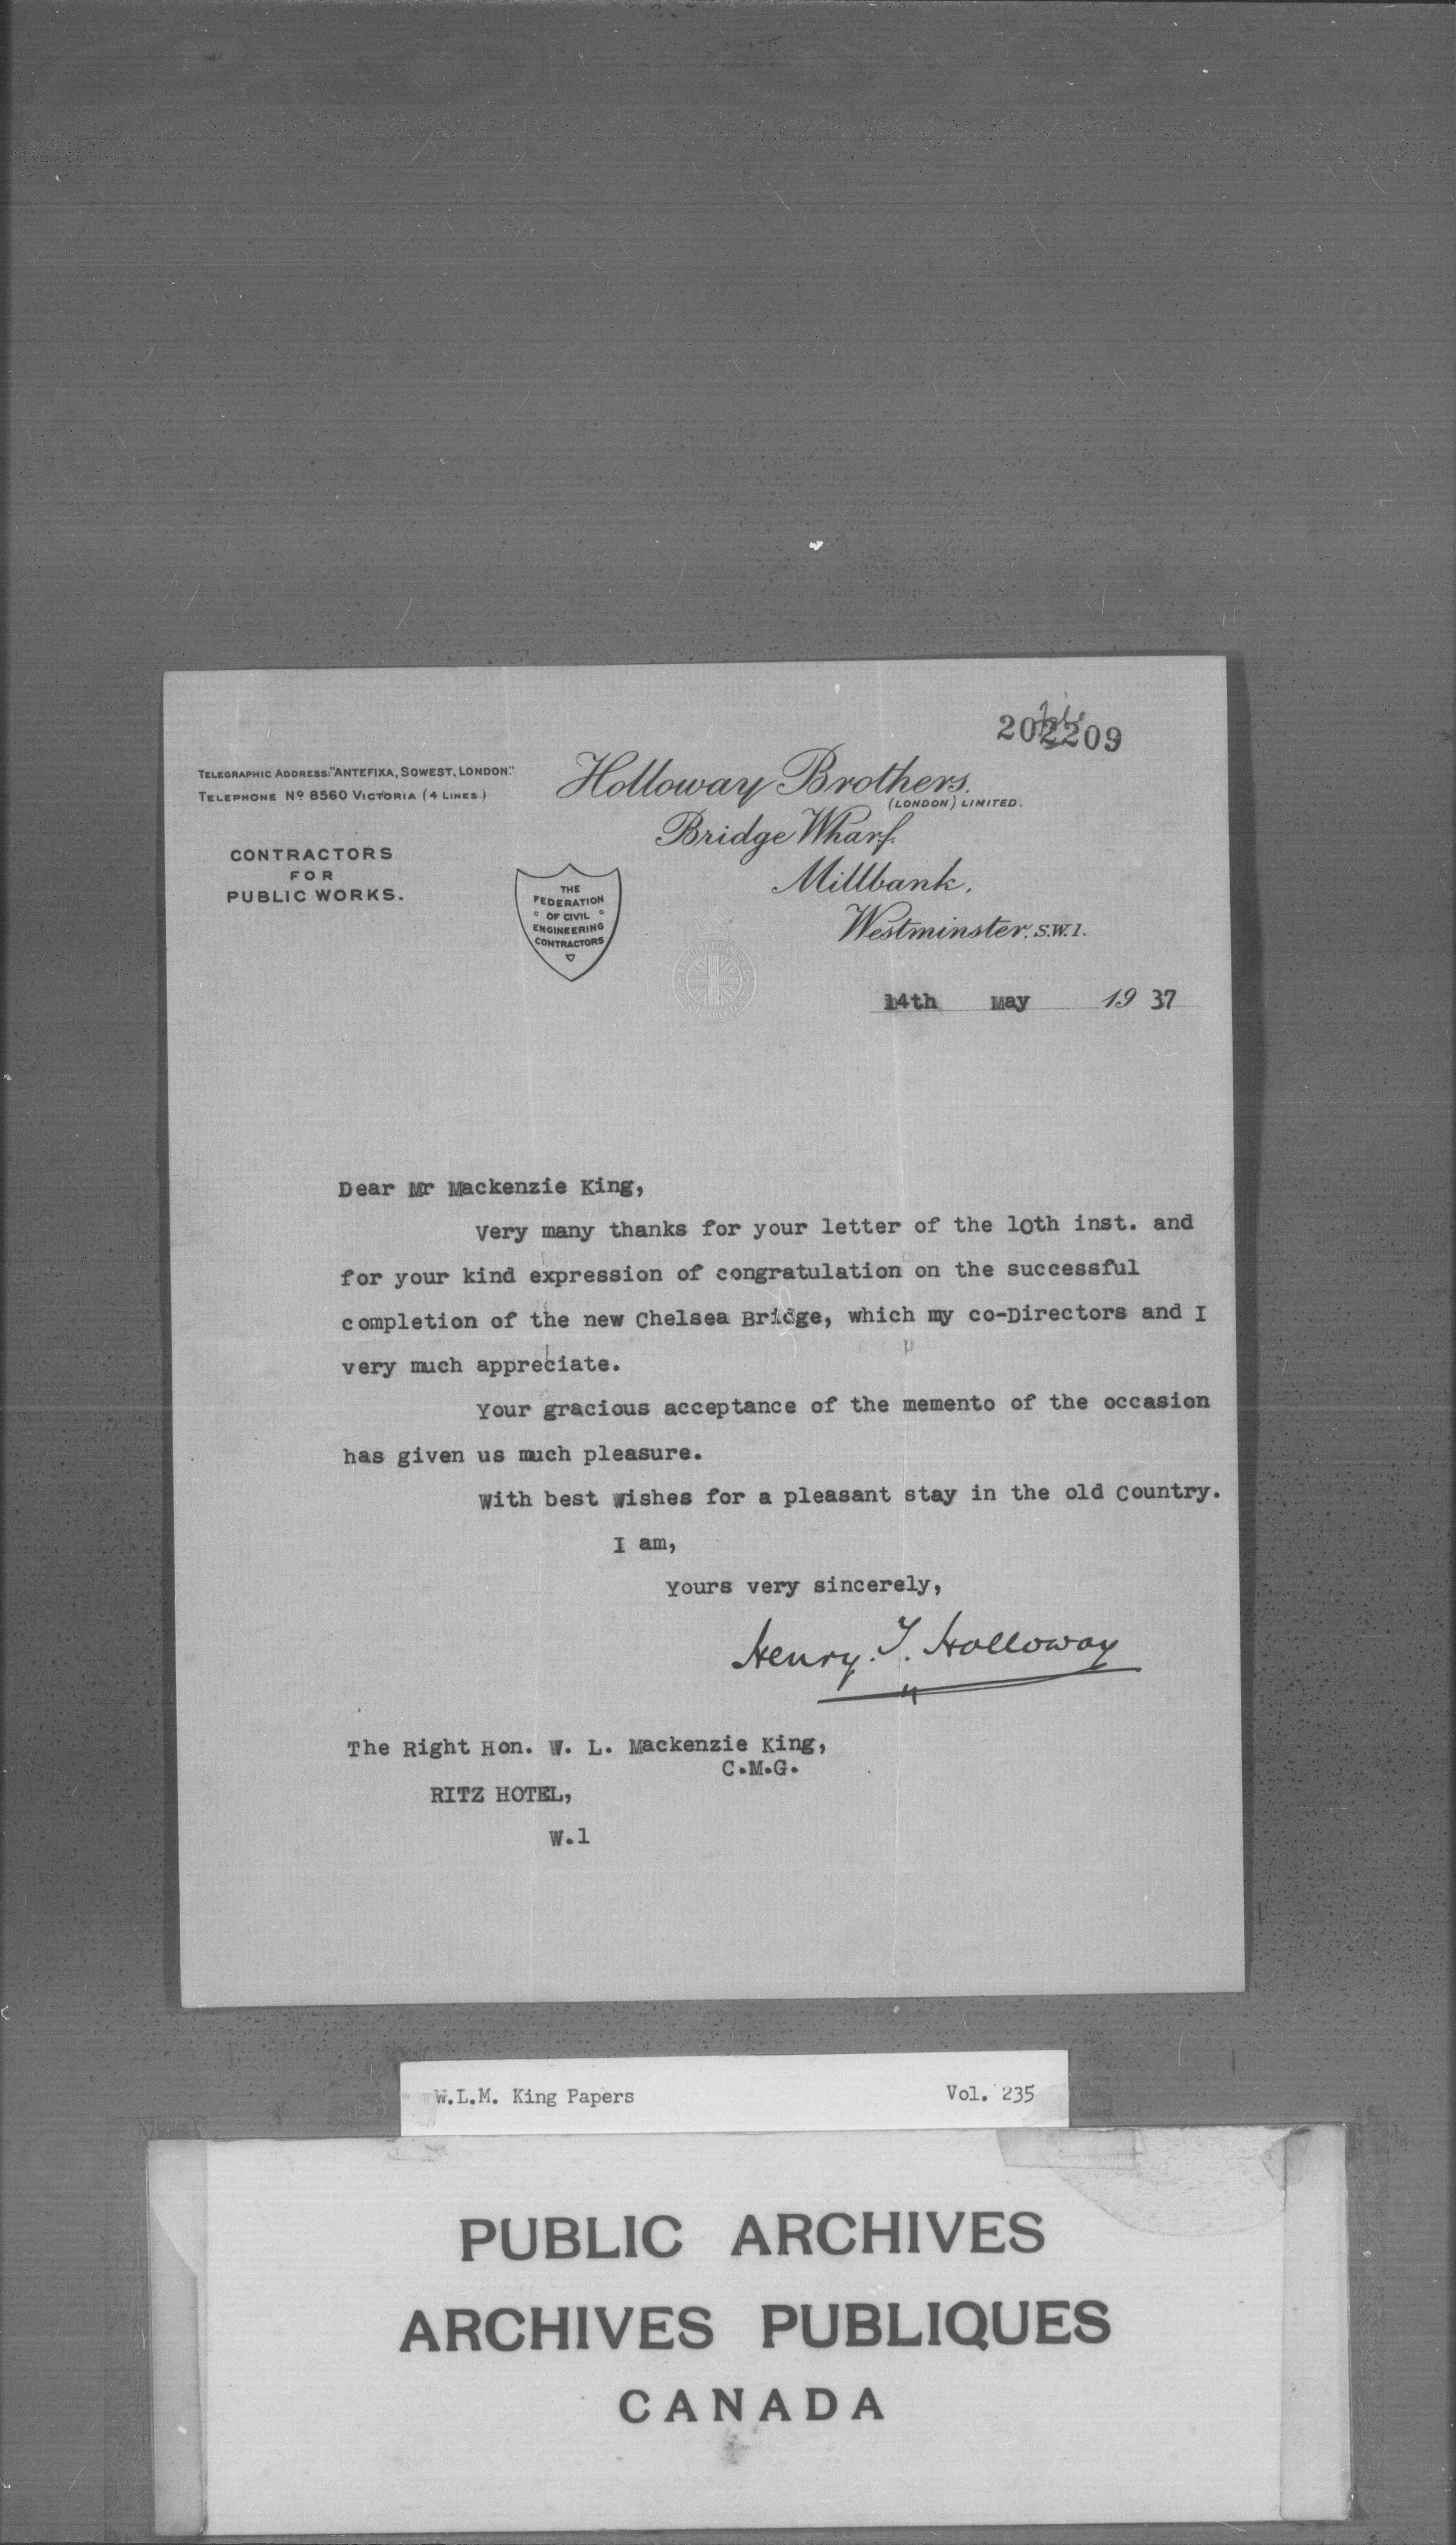 202209
TELEGRAPHIC ADDRESS: "ANTEFIXA, SOWEST, LONDON."
TELEPHONE Nº 8560 VICTORIA (4 LINES.)
CONTRACTORS
FOR
PUBLIC WORKS.
Holloway Brothers.
(LONDON) LIMITED.
Bridge Wharf.
Millbank.
Westminster, S.W.1.
THE
FEDERATION
OF CIVIL
ENGINEERING
CONTRACTORS
14th May 1937
Dear Mr Mackenzie King,
Very many thanks for your letter of the 10th inst. and
for your kind expression of congratulation on the successful
completion of the new Chelsea Bridge, which my co-Directors and I
very much appreciate.
Your gracious acceptance of the memento of the occasion
has given us much pleasure.
With best wishes for a pleasant stay in the old Country.
I am,
Yours very sincerely,
Henry. T. Holloway
The Right Hon. W. L. Mackenzie King,
C.M.G.
RITZ HOTEL,
W.1
W.L.M. King Papers Vol. 235
PUBLIC ARCHIVES
ARCHIVES PUBLIQUES
CANADA